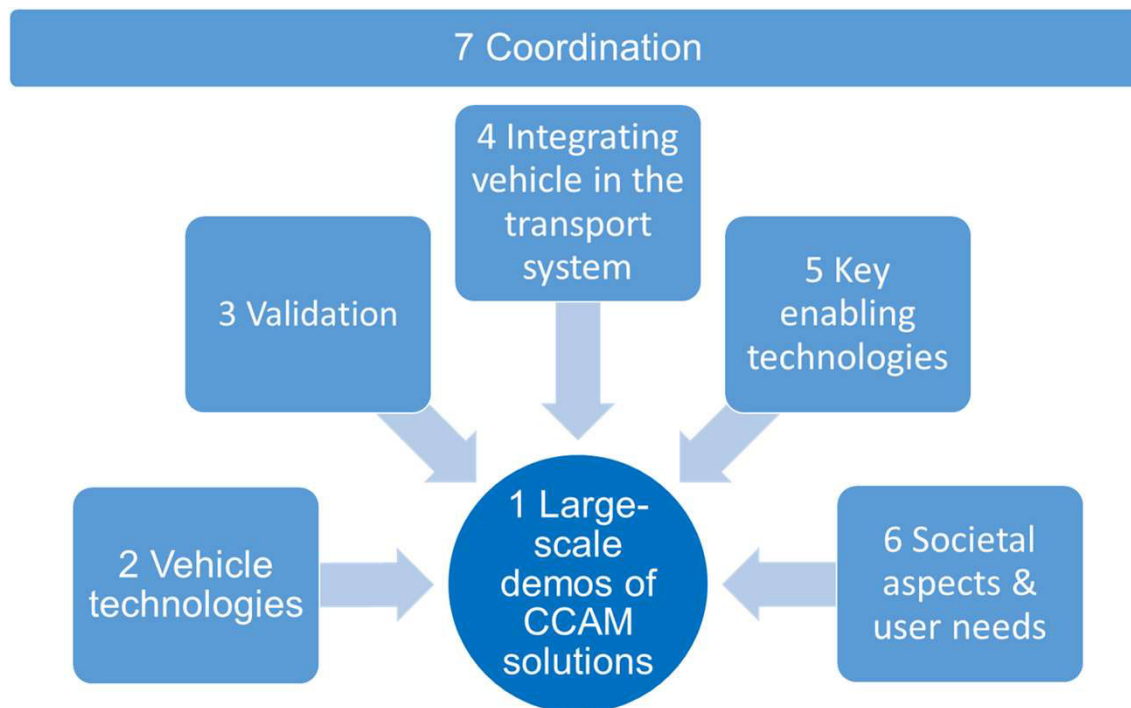 7 Coordination
4 Integrating
vehicle in the
transport
system
3 Validation
5 Key
enabling
technologies
2 Vehicle
technologies
1 Large-
scale
demos of
CCAM
solutions
6 Societal
aspects &
user needs